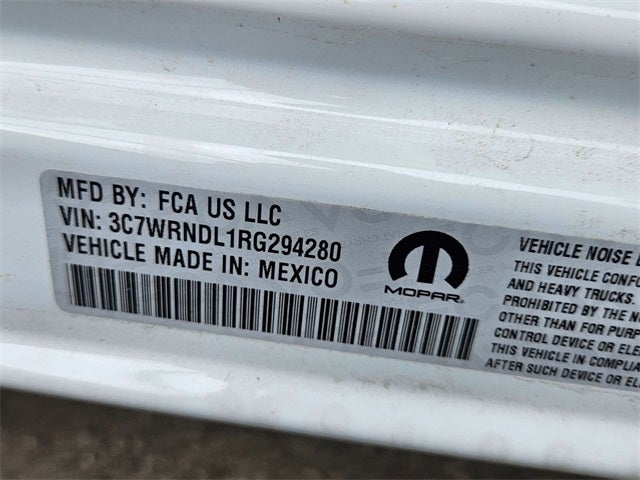 MFD BY: FCA US LLC
VIN: 3C7WRNDL1RG294280
VEHICLE MADE IN: MEXICO
MOPAR
VEHICLE NOISE
THIS VEHICLE CONFO
AND HEAVY TRUCKS.
PROHIBITED BY THE NO
OTHER THAN FOR PURP
CONTROL DEVICE OR ELE
THIS VEHICLE IN COMPLIA
AFTER SUCH DEVICE OR EL